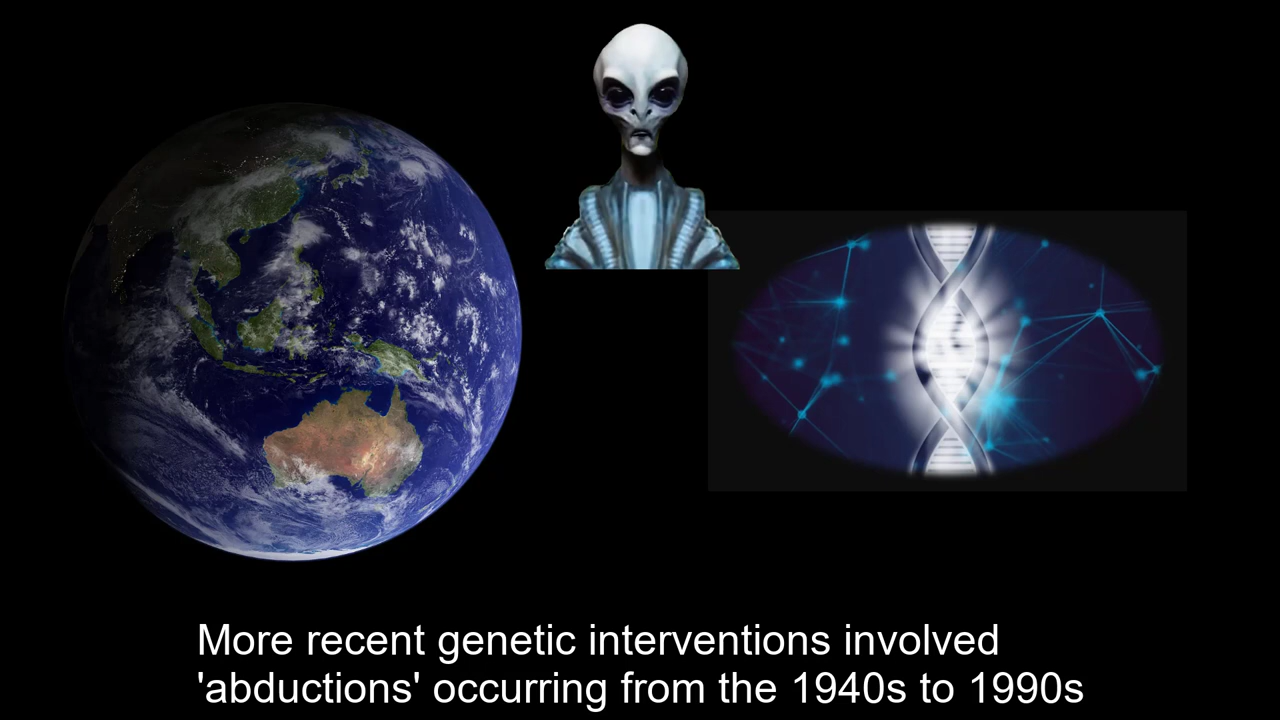 More recent genetic interventions involved
'abductions' occurring from the 1940s to 1990s